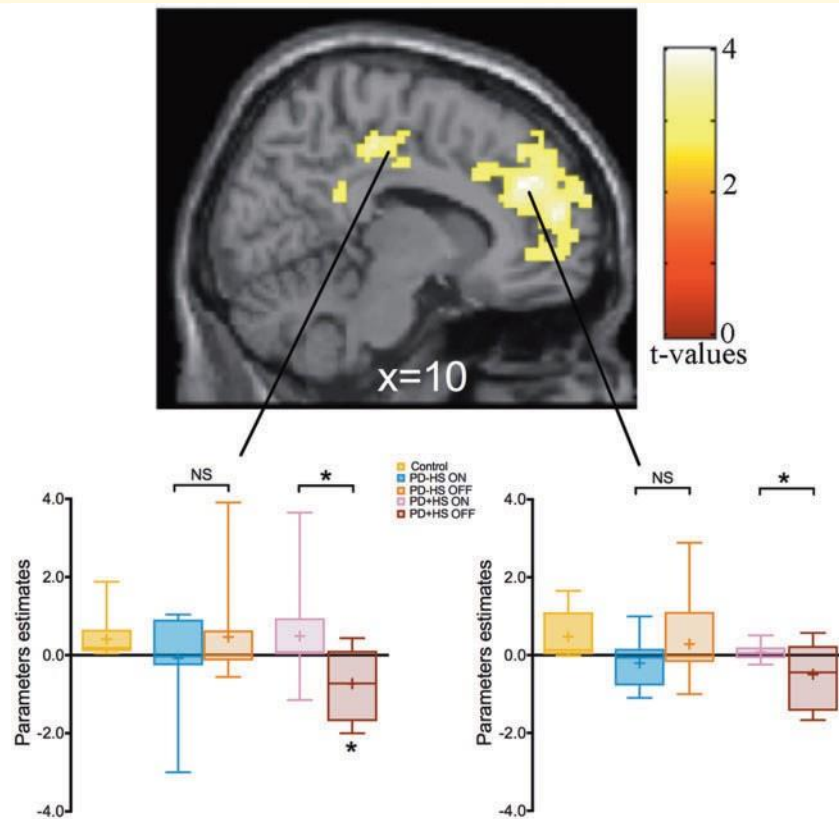 4
2
0
t-values
x=10
NS
*
Control
PD-HS ON
PD-HS OFF
PD+HS ON
PD+HS OFF
NS
*
Parameters estimates
4.0
2.0
0.0
-2.0
-4.0
*
Parameters estimates
4.0
2.0
0.0
-2.0
-4.0